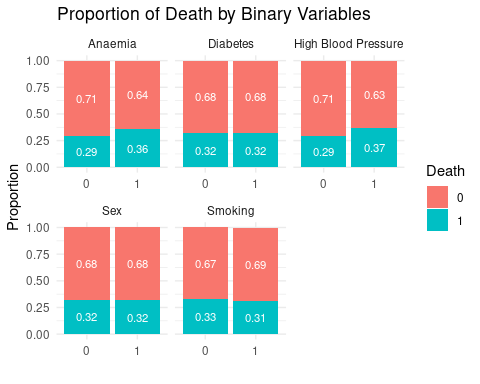 Proportion of Death by Binary Variables
Anaemia Diabetes High Blood Pressure
1.00
0.75
0.50
0.25
0.00
0.71 0.64 0.68 0.68 0.71 0.63
0.29 0.36 0.32 0.32 0.29 0.37
0 1 0 1 0 1
Sex Smoking
1.00
0.75
0.50
0.25
0.00
0.68 0.68 0.67 0.69
0.32 0.32 0.33 0.31
0 1 0 1
Proportion
Death
0
1